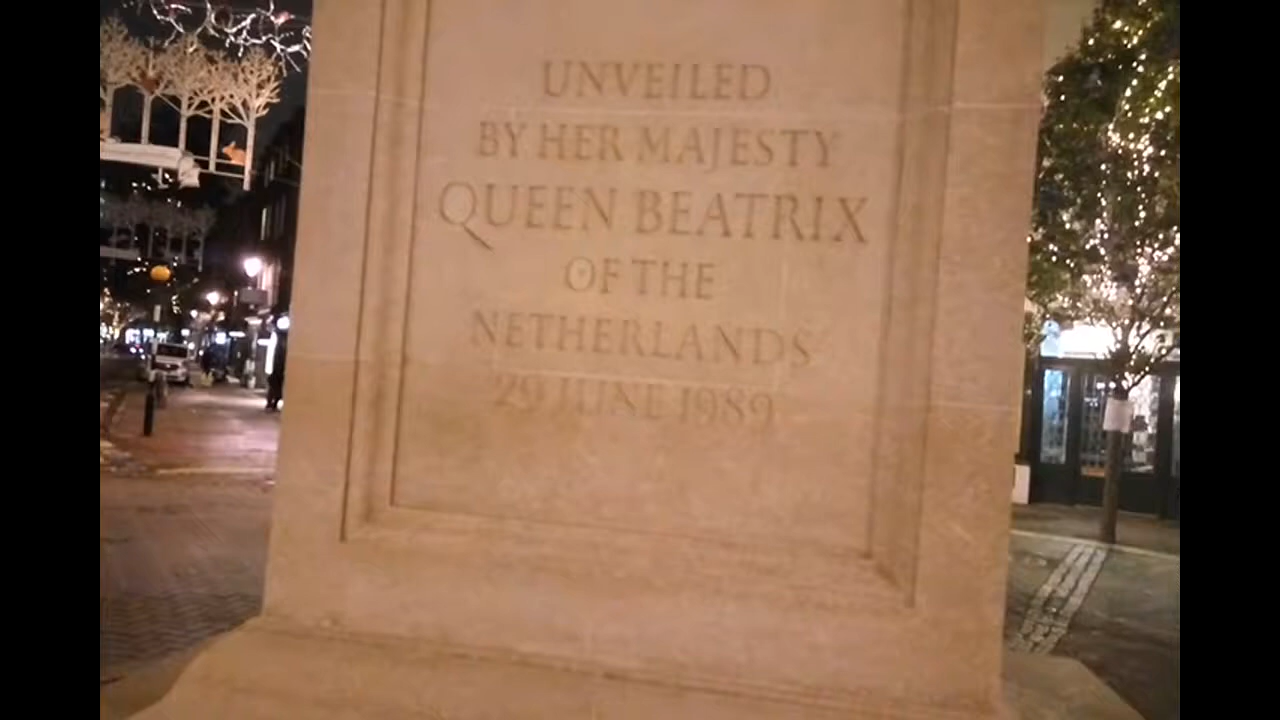 UNVEILED
BY HER MAJESTY
QUEEN BEATRIX
OF THE
NETHERLANDS
29 JUNE 1989